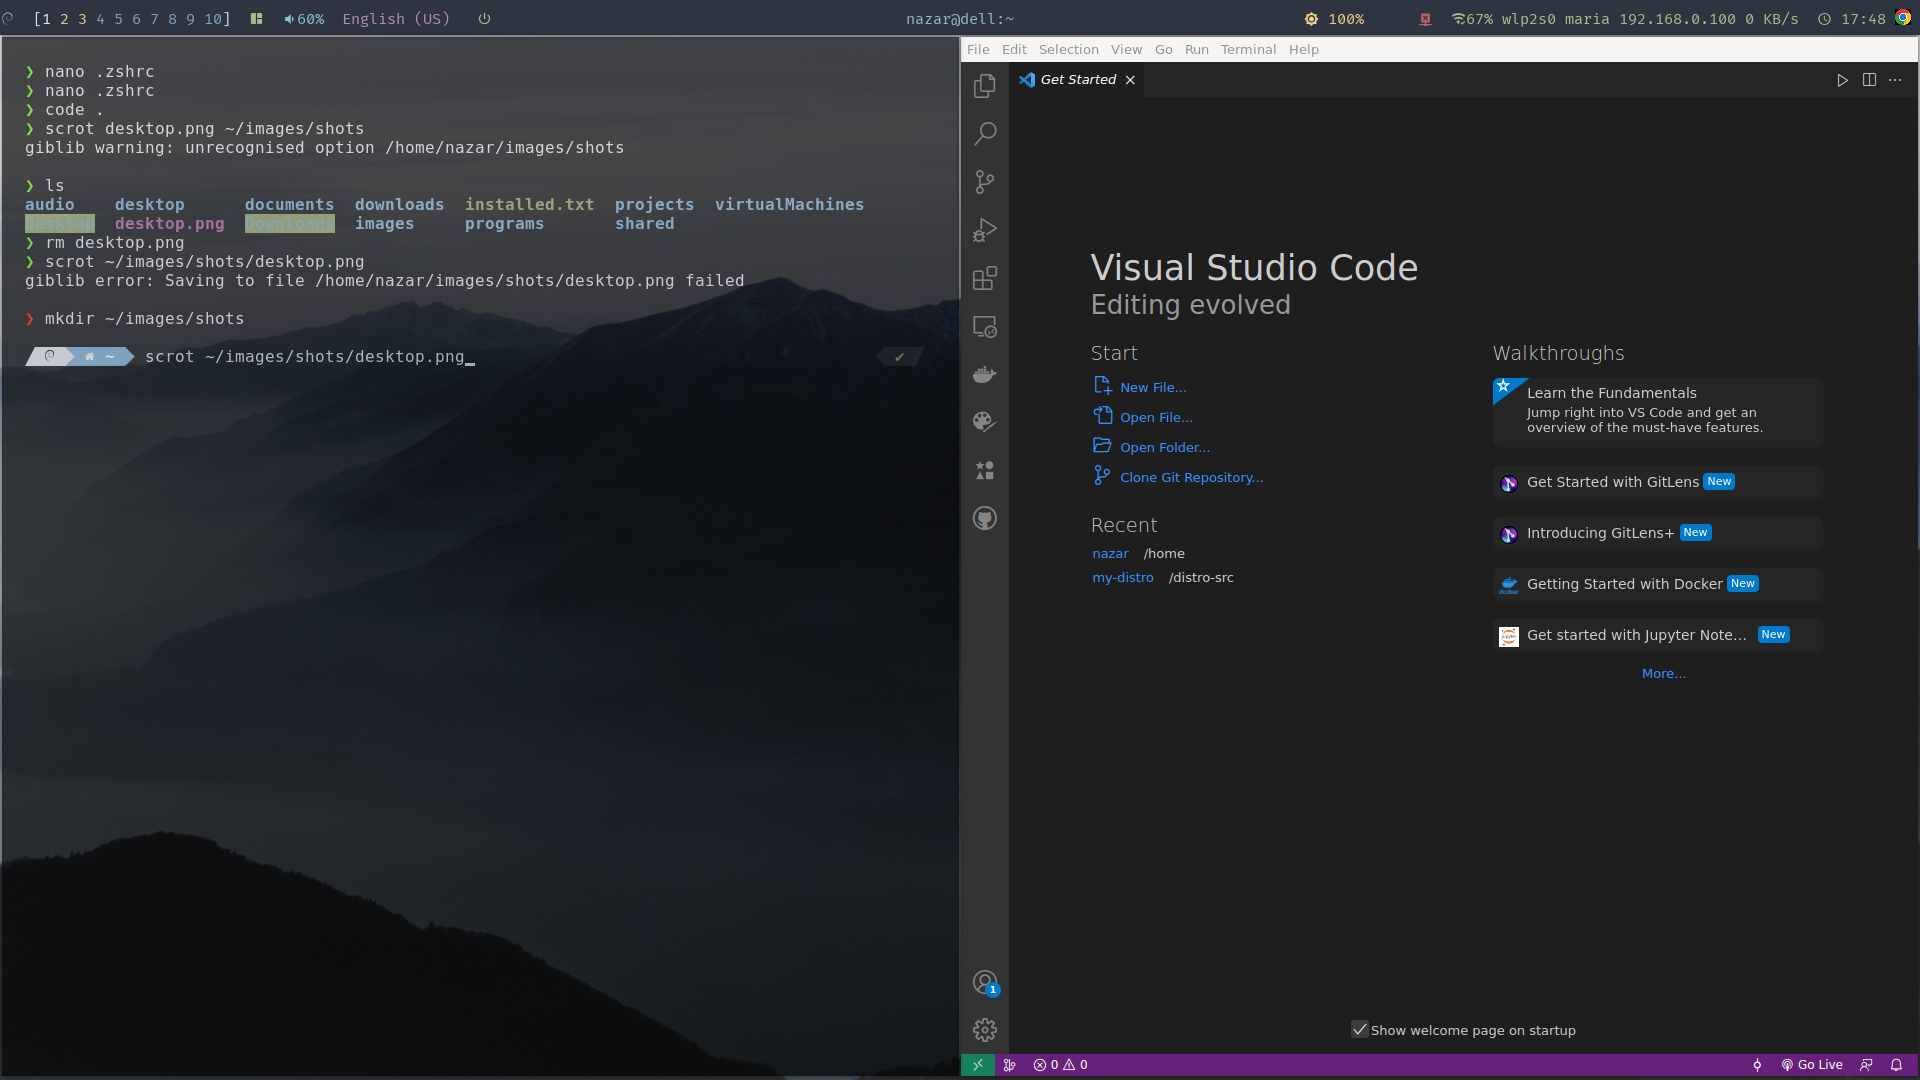 [1 2 3 4 5 6 7 8 9 10] 60% English (US) nazar@dell:~ 100% 67% wlp2s0 maria 192.168.0.100 0 KB/s 17:48
❯ nano .zshrc
❯ nano .zshrc
❯ code .
❯ scrot desktop.png ~/images/shots
giblib warning: unrecognised option /home/nazar/images/shots
❯ ls
audio desktop documents downloads installed.txt projects virtualMachines
Desktop desktop.png Downloads images programs shared
❯ rm desktop.png
❯ scrot ~/images/shots/desktop.png
giblib error: Saving to file /home/nazar/images/shots/desktop.png failed
❯ mkdir ~/images/shots
~ scrot ~/images/shots/desktop.png_ ✔
File Edit Selection View Go Run Terminal Help
Get Started
Visual Studio Code
Editing evolved
Start
New File...
Open File...
Open Folder...
Clone Git Repository...
Recent
nazar /home
my-distro /distro-src
Walkthroughs
Learn the Fundamentals
Jump right into VS Code and get an
overview of the must-have features.
Get Started with GitLens New
Introducing GitLens+ New
Getting Started with Docker New
docker
Get started with Jupyter Note... New
jupyter
More...
1
Show welcome page on startup
0 0 Go Live